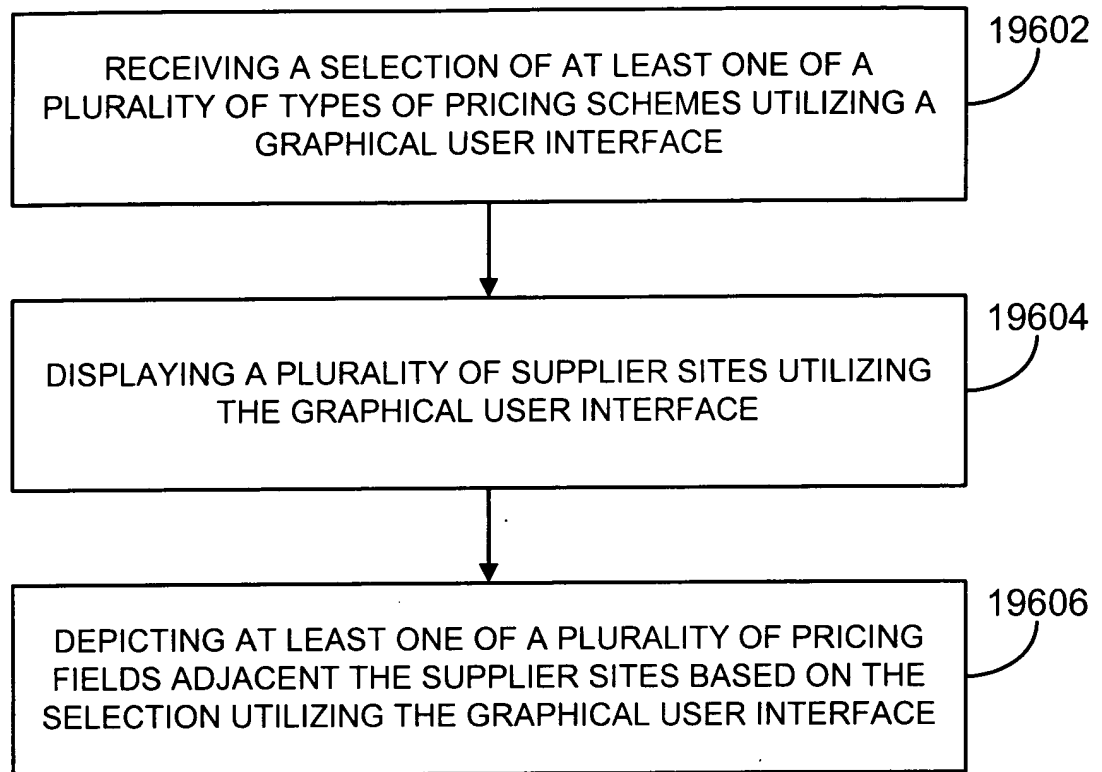 19602
RECEIVING A SELECTION OF AT LEAST ONE OF A
PLURALITY OF TYPES OF PRICING SCHEMES UTILIZING A
GRAPHICAL USER INTERFACE
19604
DISPLAYING A PLURALITY OF SUPPLIER SITES UTILIZING
THE GRAPHICAL USER INTERFACE
19606
DEPICTING AT LEAST ONE OF A PLURALITY OF PRICING
FIELDS ADJACENT THE SUPPLIER SITES BASED ON THE
SELECTION UTILIZING THE GRAPHICAL USER INTERFACE